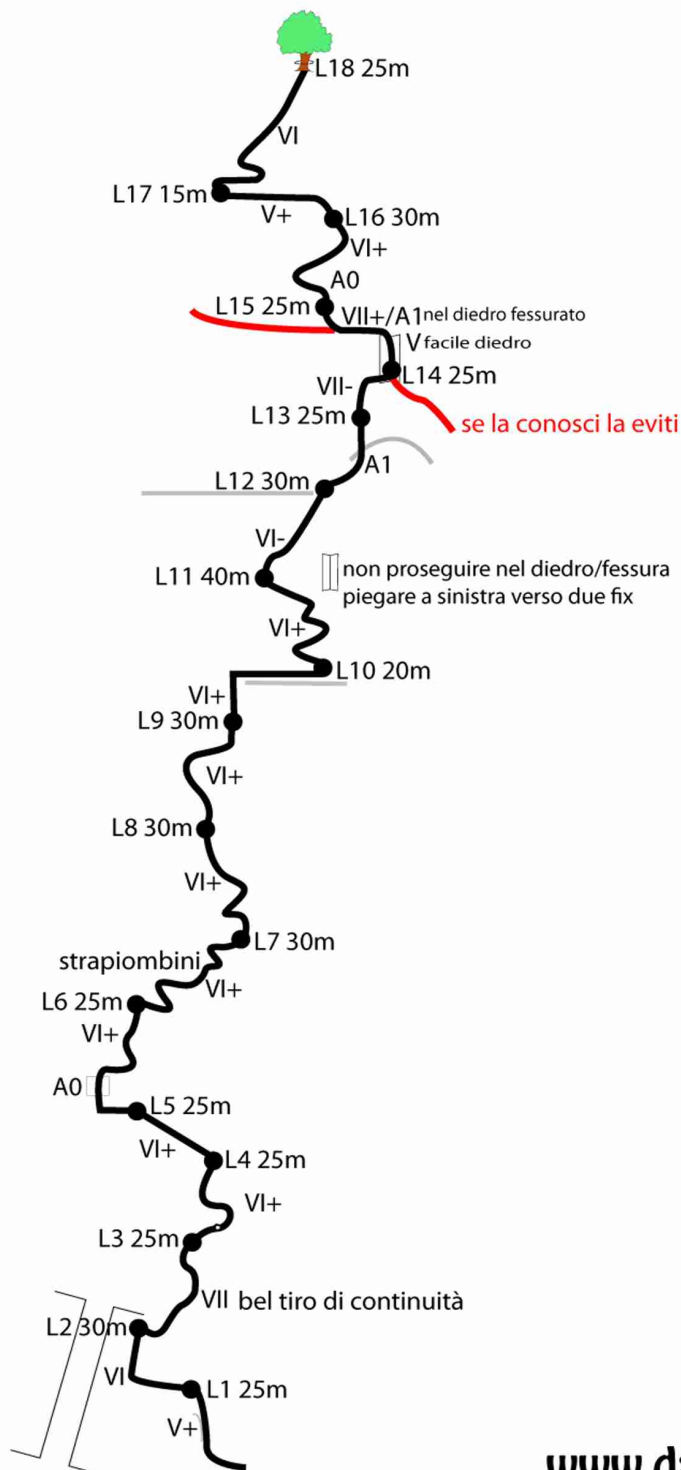 L18 25m
VI
L17 15m
V+
L16 30m
VI+
A0
L15 25m
VII+/A1 nel diedro fessurato
V facile diedro
L14 25m
VII-
L13 25m
se la conosci la eviti
A1
L12 30m
VI-
L11 40m
non proseguire nel diedro/fessura
piegare a sinistra verso due fix
VI+
L10 20m
VI+
L9 30m
VI+
L8 30m
VI+
L7 30m
strapiombini
VI+
L6 25m
VI+
A0
L5 25m
VI+
L4 25m
VI+
L3 25m
VII bel tiro di continuità
L2 30m
VI
L1 25m
V+